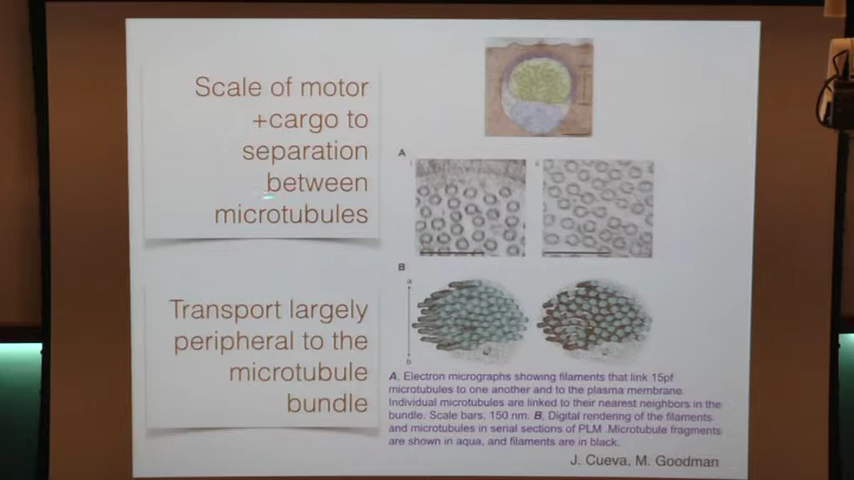 Scale of motor
+cargo to
separation
between
microtubules
Transport largely
peripheral to the
microtubule
bundle
A
i
ii
B
a
b
A, Electron micrographs showing filaments that link 15pf
microtubules to one another and to the plasma membrane.
Individual microtubules are linked to their nearest neighbors in the
bundle. Scale bars, 150 nm. B, Digital rendering of the filaments
and microtubules in serial sections of PLM .Microtubule fragments
are shown in aqua, and filaments are in black.
J. Cueva, M. Goodman